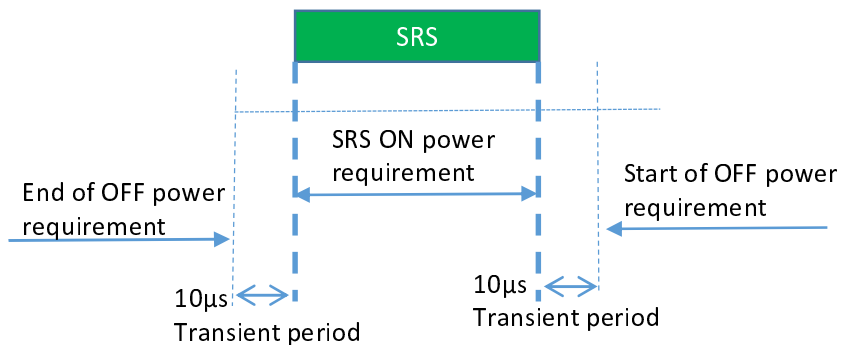 SRS
SRS ON power
requirement
End of OFF power
requirement
Start of OFF power
requirement
10µs
Transient period
10µs
Transient period